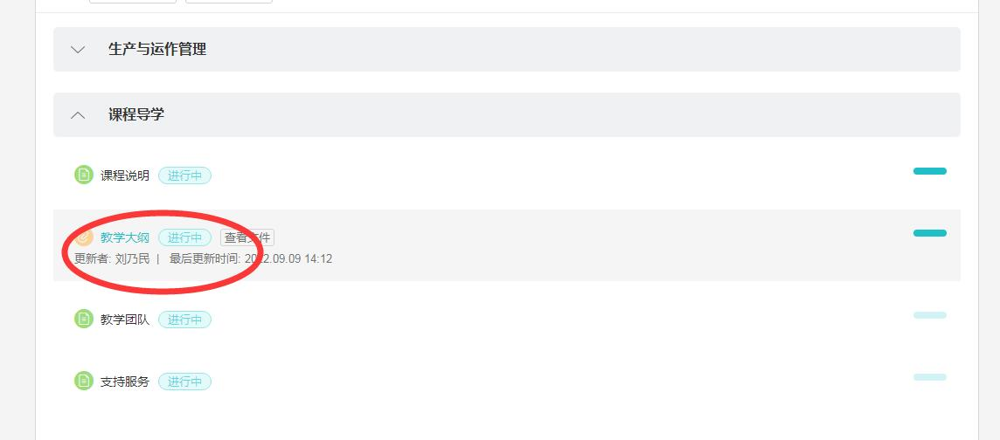 生产与运作管理
课程导学
课程说明 进行中
教学大纲 进行中 查看文件
更新者: 刘乃民 | 最后更新时间: 2022.09.09 14:12
教学团队 进行中
支持服务 进行中